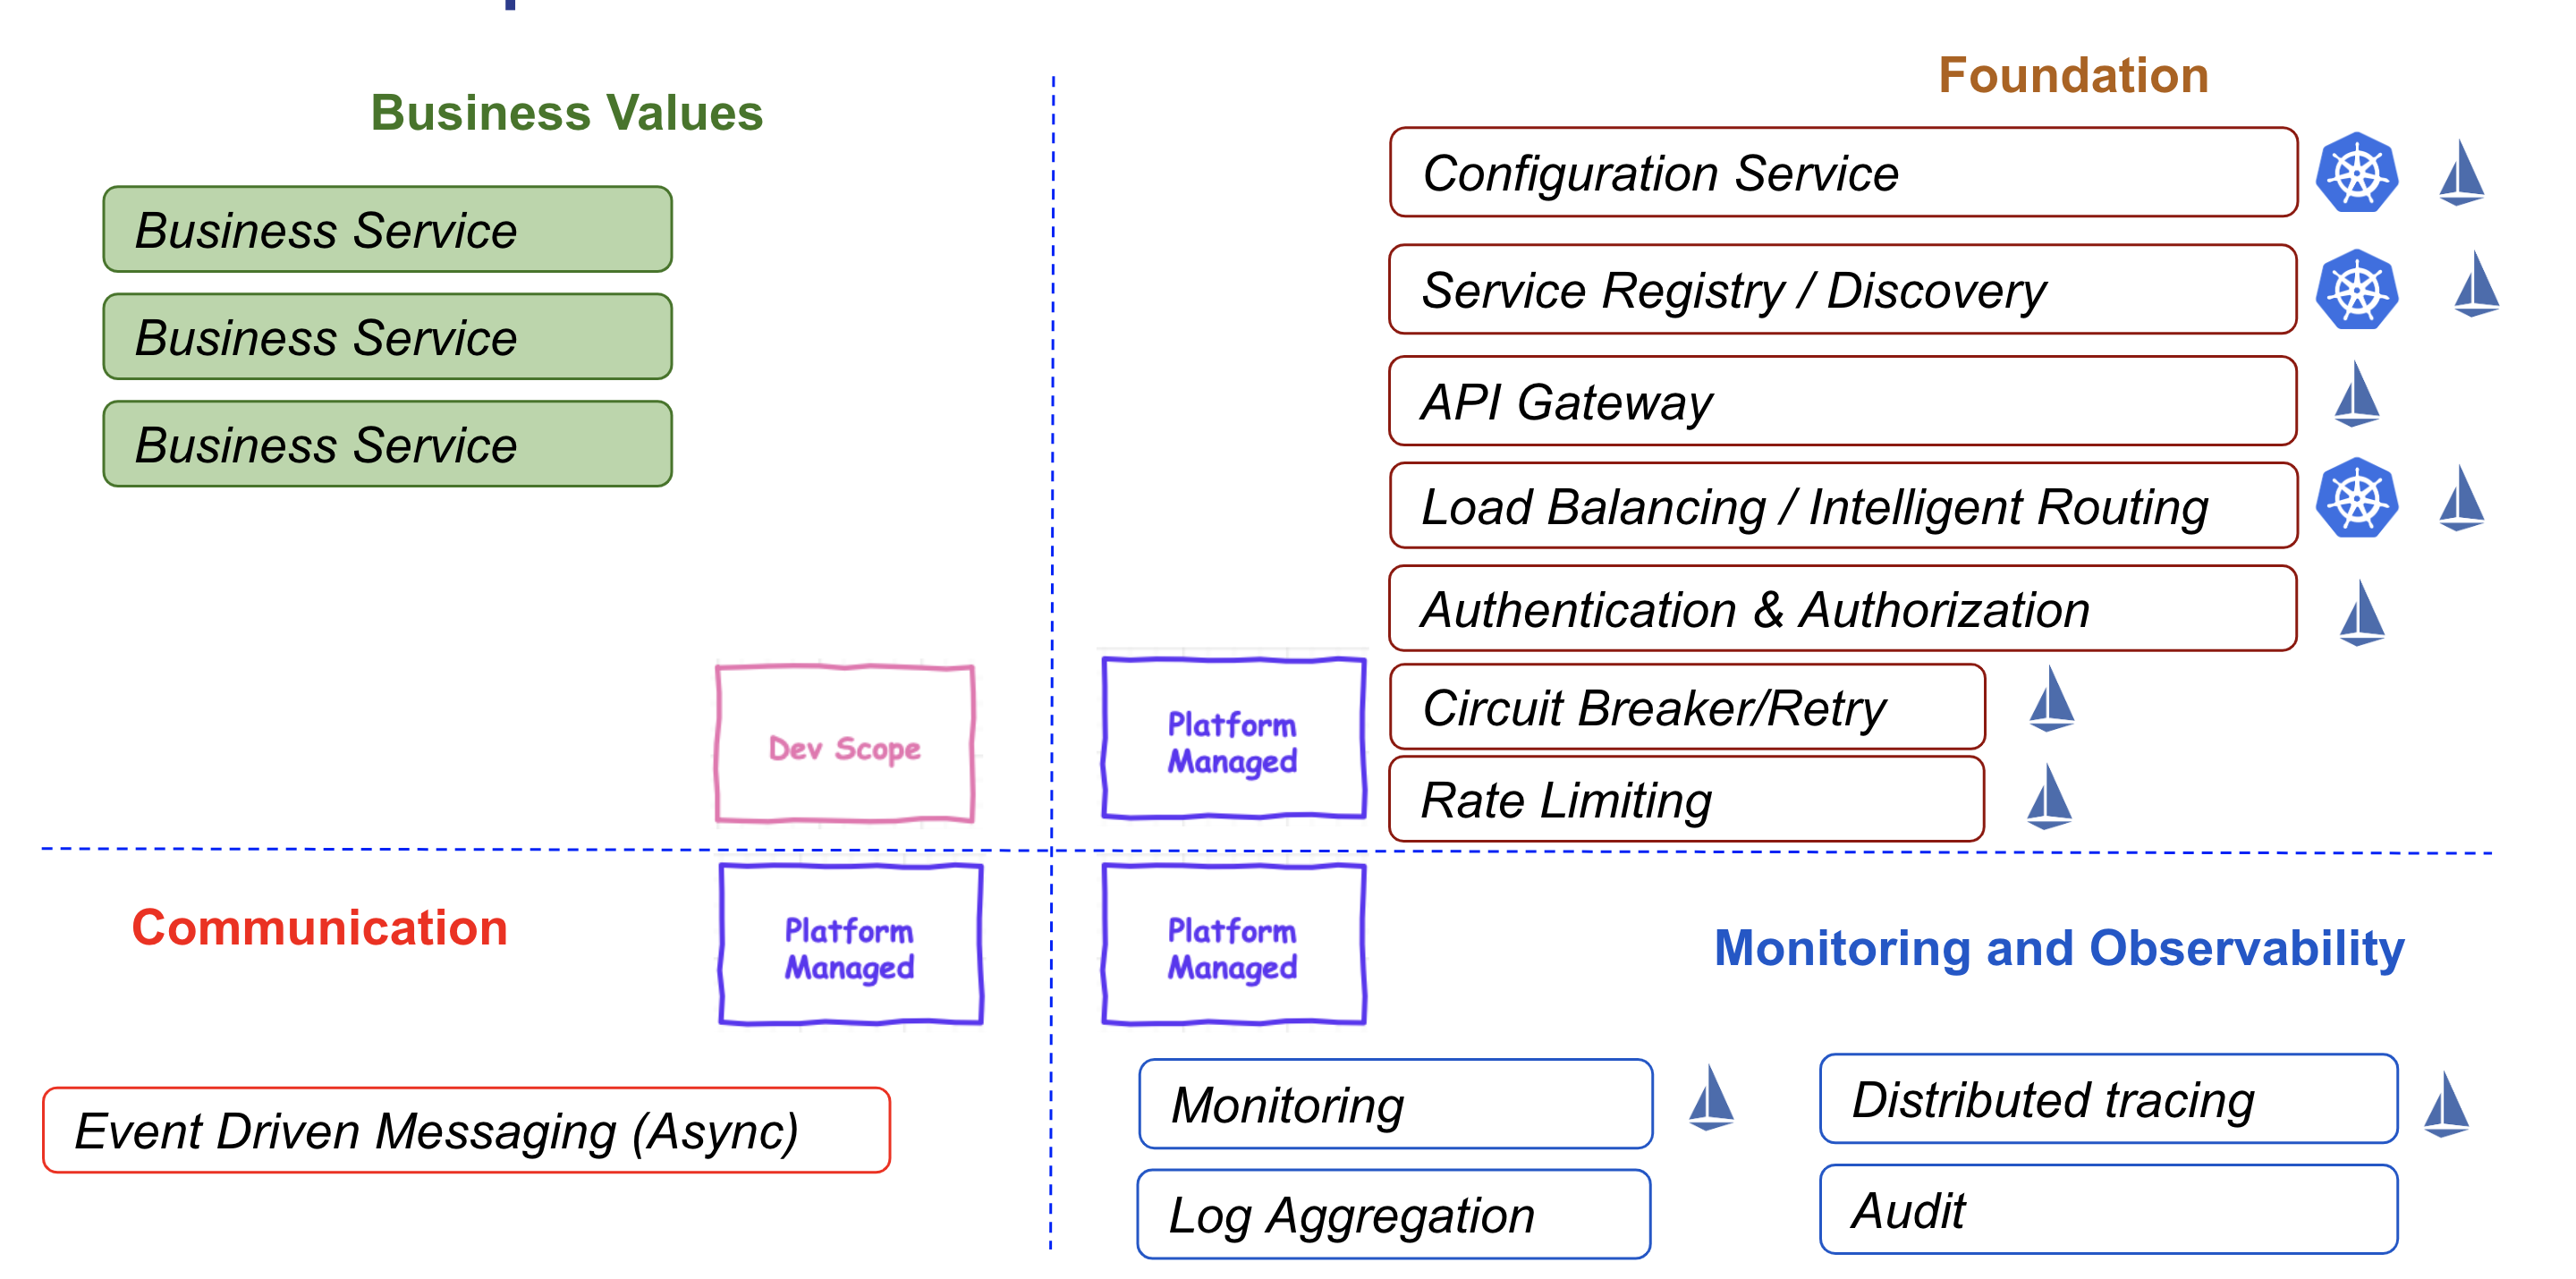 Business Values
Business Service
Business Service
Business Service
Dev Scope
Foundation
Configuration Service
Service Registry / Discovery
API Gateway
Load Balancing / Intelligent Routing
Authentication & Authorization
Circuit Breaker/Retry
Rate Limiting
Platform
Managed
Communication
Platform
Managed
Event Driven Messaging (Async)
Platform
Managed
Monitoring and Observability
Monitoring
Distributed tracing
Log Aggregation
Audit